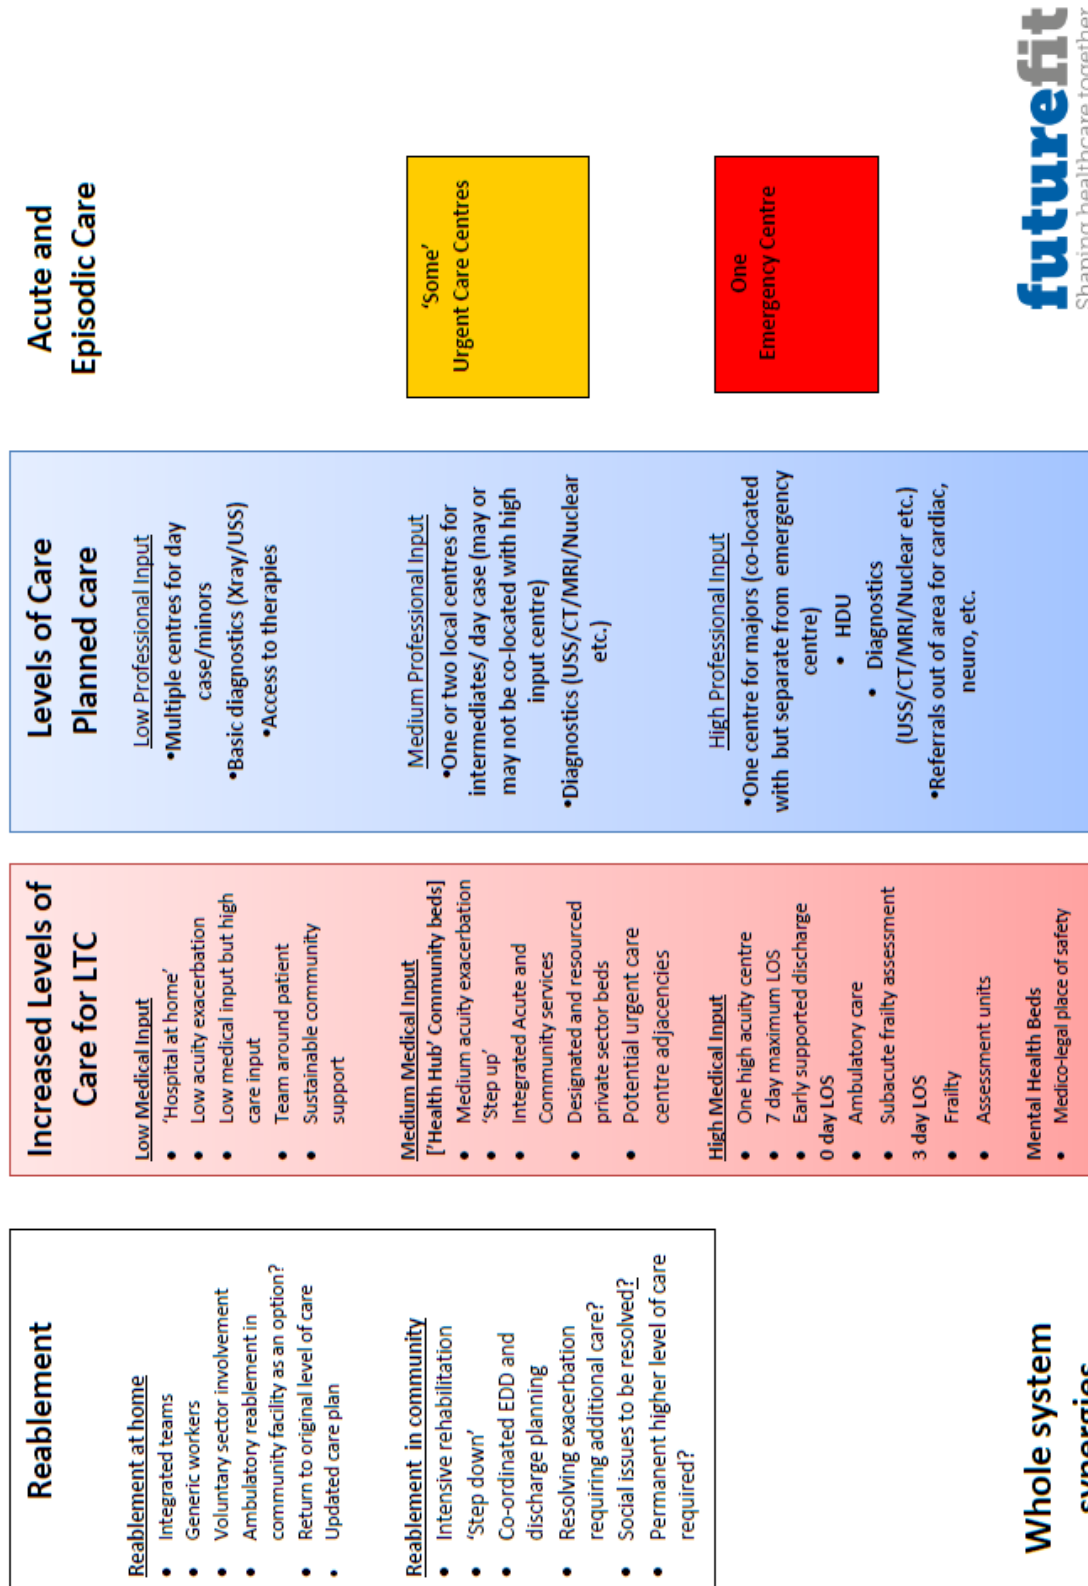 Reablement
Reablement at home
• Integrated teams
• Generic workers
• Voluntary sector involvement
• Ambulatory reablement in
community facility as an option?
• Return to original level of care
• Updated care plan
Reablement in community
• Intensive rehabilitation
• ‘Step down’
• Co-ordinated EDD and
discharge planning
• Resolving exacerbation
requiring additional care?
• Social issues to be resolved?
• Permanent higher level of care
required?
Increased Levels of
Care for LTC
Low Medical Input
• ‘Hospital at home’
• Low acuity exacerbation
• Low medical input but high
care input
• Team around patient
• Sustainable community
support
Medium Medical Input
['Health Hub’ Community beds]
• Medium acuity exacerbation
• ‘Step up’
• Integrated Acute and
Community services
• Designated and resourced
private sector beds
• Potential urgent care
centre adjacencies
High Medical Input
• One high acuity centre
• 7 day maximum LOS
• Early supported discharge
0 day LOS
• Ambulatory care
• Subacute frailty assessment
3 day LOS
• Frailty
• Assessment units
Mental Health Beds
• Medico-legal place of safety
Levels of Care
Planned care
Low Professional Input
•Multiple centres for day
case/minors
•Basic diagnostics (Xray/USS)
•Access to therapies
Medium Professional Input
•One or two local centres for
intermediates/ day case (may or
may not be co-located with high
input centre)
•Diagnostics (USS/CT/MRI/Nuclear
etc.)
High Professional Input
•One centre for majors (co-located
with but separate from emergency
centre)
• HDU
• Diagnostics
(USS/CT/MRI/Nuclear etc.)
•Referrals out of area for cardiac,
neuro, etc.
Acute and
Episodic Care
‘Some’
Urgent Care Centres
One
Emergency Centre
Whole system
synergies
futurefit
Shaping healthcare together